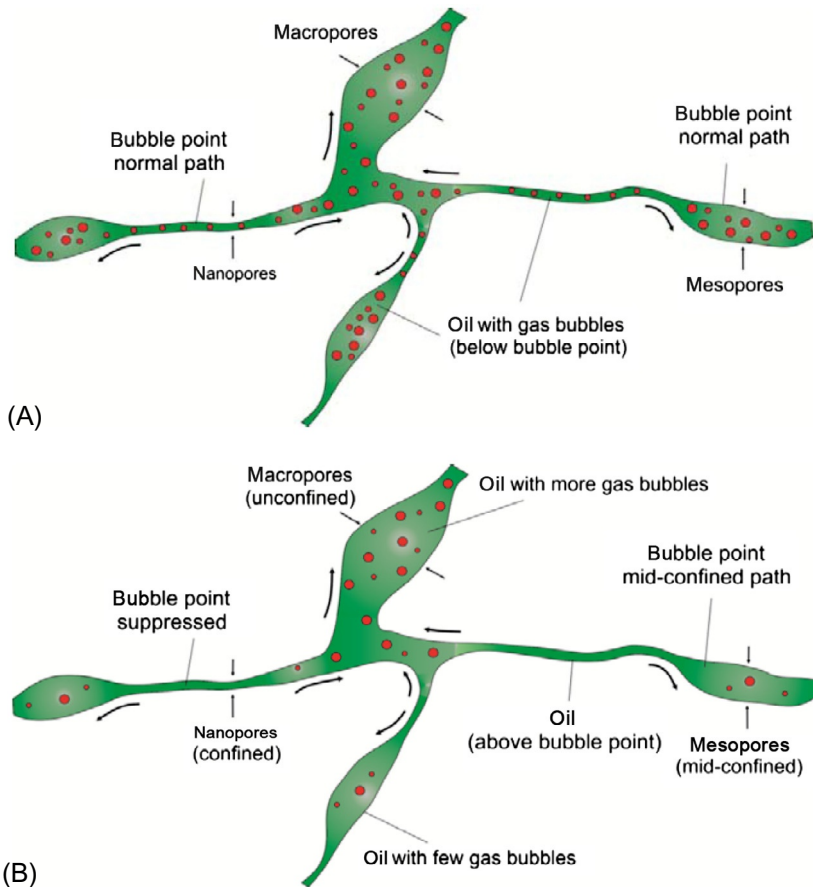 Macropores
Bubble point
normal path
Bubble point
normal path
Nanopores
Mesopores
Oil with gas bubbles
(below bubble point)
(A)
Macropores
(unconfined)
Oil with more gas bubbles
Bubble point
mid-confined path
Bubble point
suppressed
Nanopores
(confined)
Oil
(above bubble point)
Mesopores
(mid-confined)
Oil with few gas bubbles
(B)